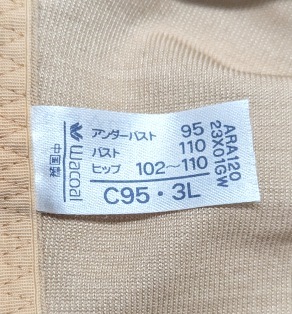 アンダーバスト 95
バスト 110
ヒップ 102～110
C95・3L
Wacoal
中国製
ARA120
23X01GW